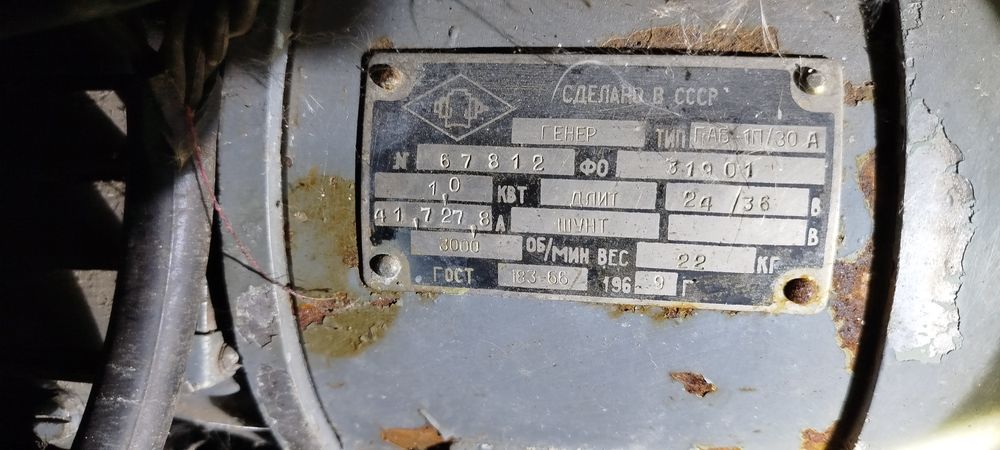 СДЕЛАНО В СССР
ГЕНЕР ТИП ГАБ-1П/30 А
N 67812 ФО 31901
1,0 КВТ ДЛИТ 24/36 В
41,7 27,8 А ШУНТ В
3000 ОБ/МИН ВЕС 22 КГ
ГОСТ 183-66 196 9 Г